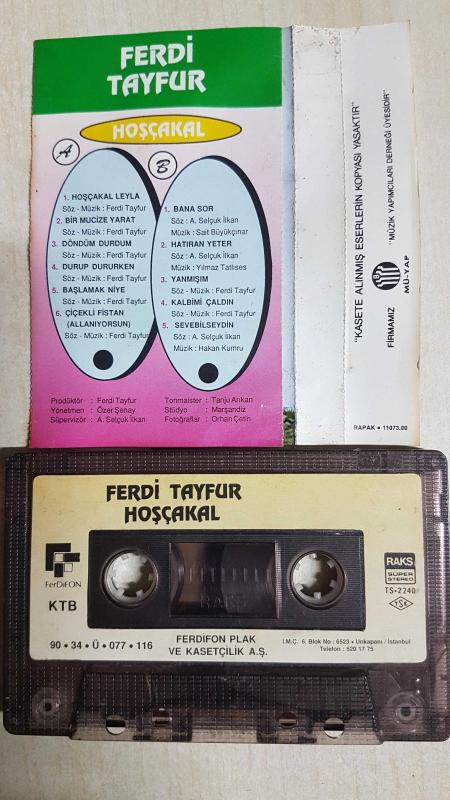 FERDİ
TAYFUR
HOŞÇAKAL
A
1. HOŞÇAKAL LEYLA
Söz - Müzik : Ferdi Tayfur
2. BİR MUCİZE YARAT
Söz - Müzik : Ferdi Tayfur
3. DÖNDÜM DURDUM
Söz - Müzik : Ferdi Tayfur
4. DURUP DURURKEN
Söz - Müzik : Ferdi Tayfur
5. BAŞLAMAK NİYE
Söz - Müzik : Ferdi Tayfur
6. ÇİÇEKLİ FİSTAN
(ALLANIYORSUN)
Söz - Müzik : Ferdi Tayfur
B
1. BANA SOR
Söz : A. Selçuk İlkan
Müzik : Sait Büyükçınar
2. HATIRAN YETER
Söz : A. Selçuk İlkan
Müzik : Yılmaz Tatlıses
3. YANMIŞIM
Söz - Müzik : Ferdi Tayfur
4. KALBİMİ ÇALDIN
Söz - Müzik : Ferdi Tayfur
5. SEVEBİLSEYDİN
Söz : A. Selçuk İlkan
Müzik : Hakan Kumru
Prodüktör : Ferdi Tayfur
Yönetmen : Özer Şenay
Süpervizör : A. Selçuk İlkan
Tonmaister : Tanju Arıkan
Stüdyo : Marşandiz
Fotoğraflar : Orhan Çetin
"KASETE ALINMIŞ ESERLERİN KOPYASI YASAKTIR"
FİRMAMIZ MÜ-YAP "MÜZİK YAPIMCILARI DERNEĞİ ÜYESİDİR"
RAPAK • 11073.00
FERDİ TAYFUR
HOŞÇAKAL
FerDiFON
KTB
RAKS
SUPER
STEREO
TS•2240
YSK
RAKS
90•34•Ü•077•116
FERDİFON PLAK
VE KASETÇİLİK A.Ş.
İ.M.Ç. 6. Blok No : 6523 • Unkapanı / İstanbul
Telefon : 520 17 75